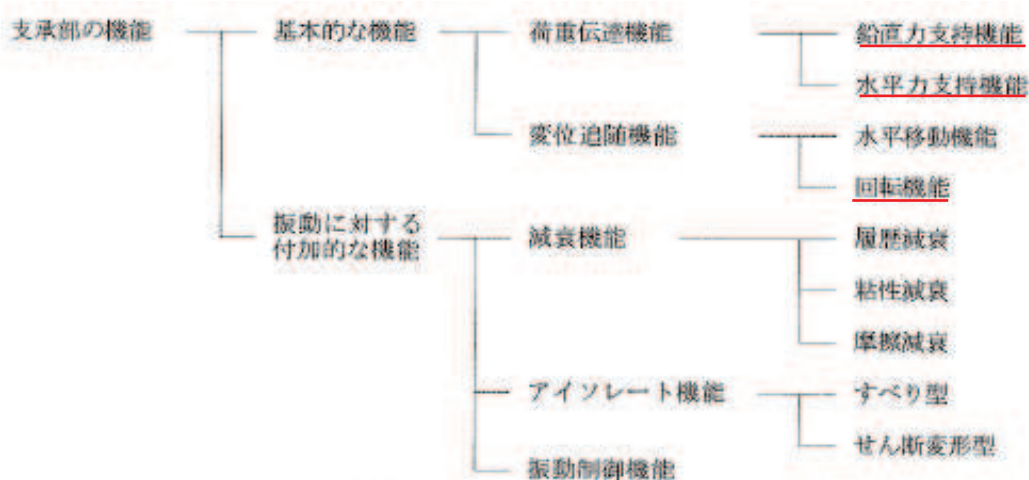 支承部の機能
基本的な機能
荷重伝達機能
鉛直力支持機能
水平力支持機能
変位追随機能
水平移動機能
回転機能
振動に対する
付加的な機能
減衰機能
履歴減衰
粘性減衰
摩擦減衰
アイソレート機能
すべり型
せん断変形型
振動制御機能